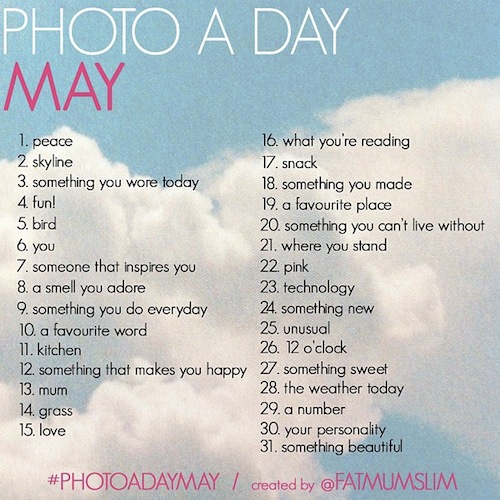 PHOTO A DAY
MAY
1. peace
2. skyline
3. something you wore today
4. fun!
5. bird
6. you
7. someone that inspires you
8. a smell you adore
9. something you do everyday
10. a favourite word
11. kitchen
12. something that makes you happy
13. mum
14. grass
15. love
16. what you're reading
17. snack
18. something you made
19. a favourite place
20. something you can't live without
21. where you stand
22. pink
23. technology
24. something new
25. unusual
26. 12 o'clock
27. something sweet
28. the weather today
29. a number
30. your personality
31. something beautiful
#PHOTOADAYMAY / created by @FATMUMSLIM